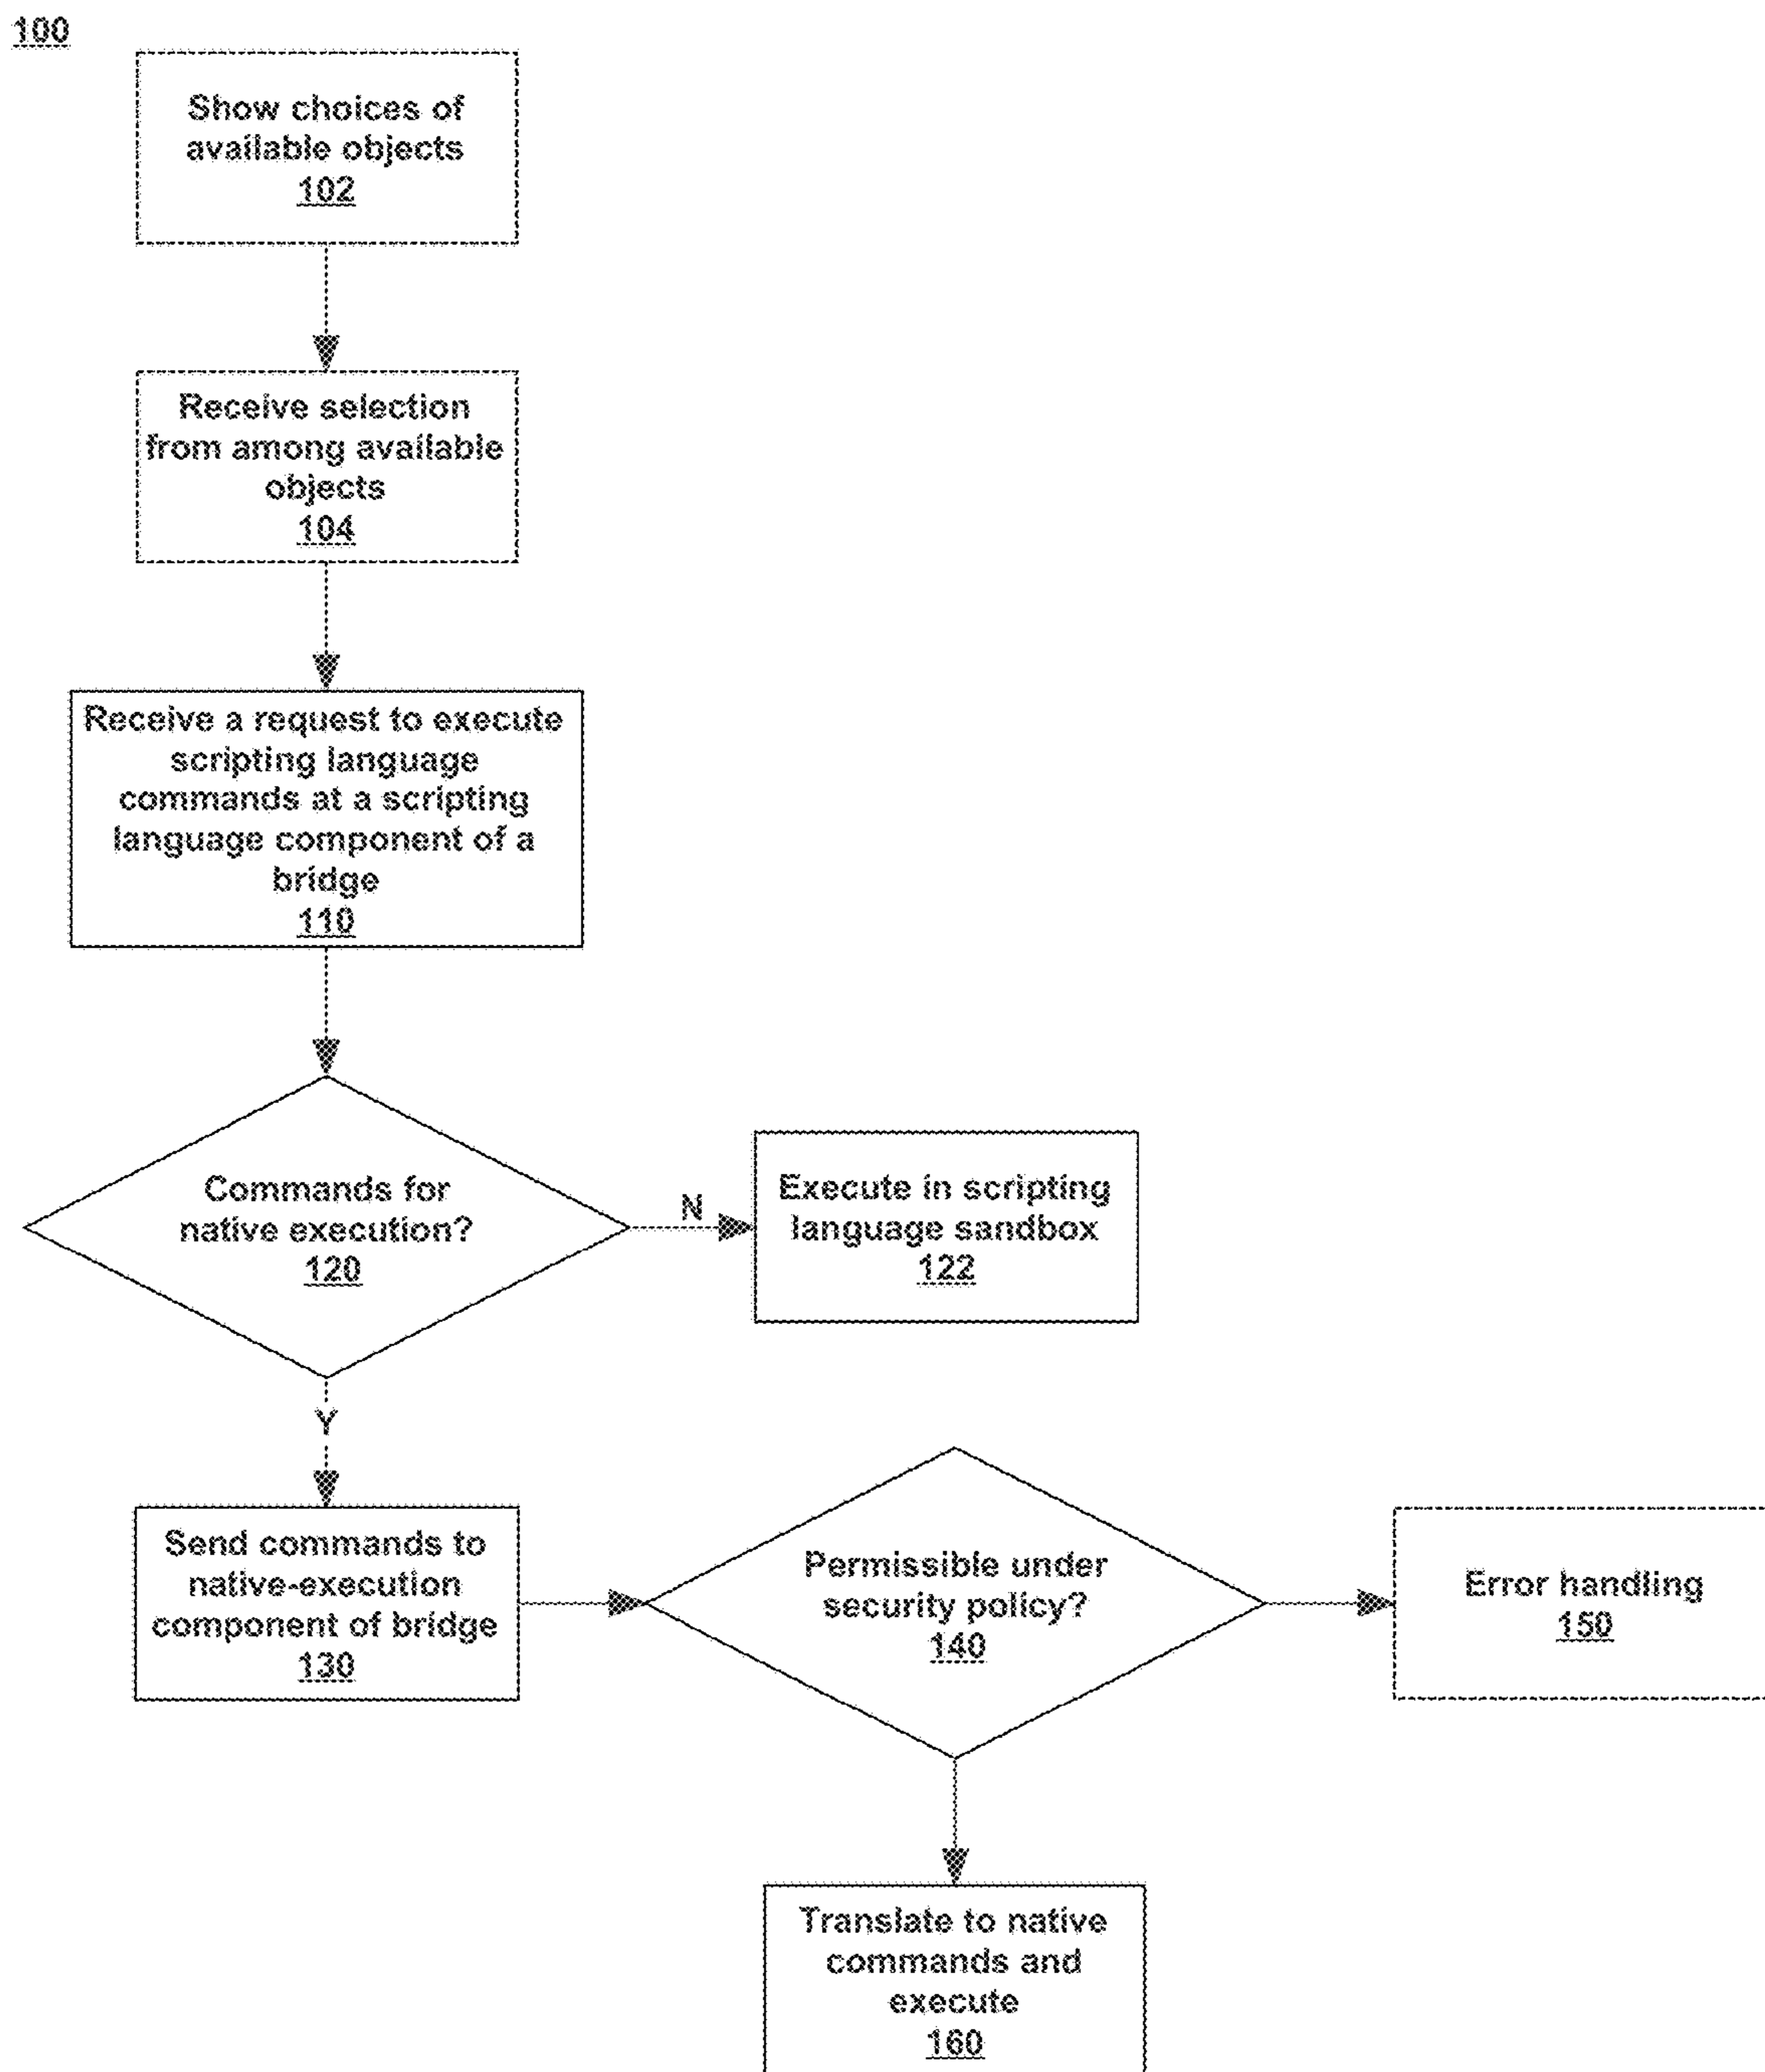 100
Show choices of
available objects
102
Receive selection
from among available
objects
104
Receive a request to execute
scripting language
commands at a scripting
language component of a
bridge
110
Commands for
native execution?
120
N
Execute in scripting
language sandbox
122
Y
Send commands to
native-execution
component of bridge
130
Permissible under
security policy?
140
Error handling
150
Translate to native
commands and
execute
160